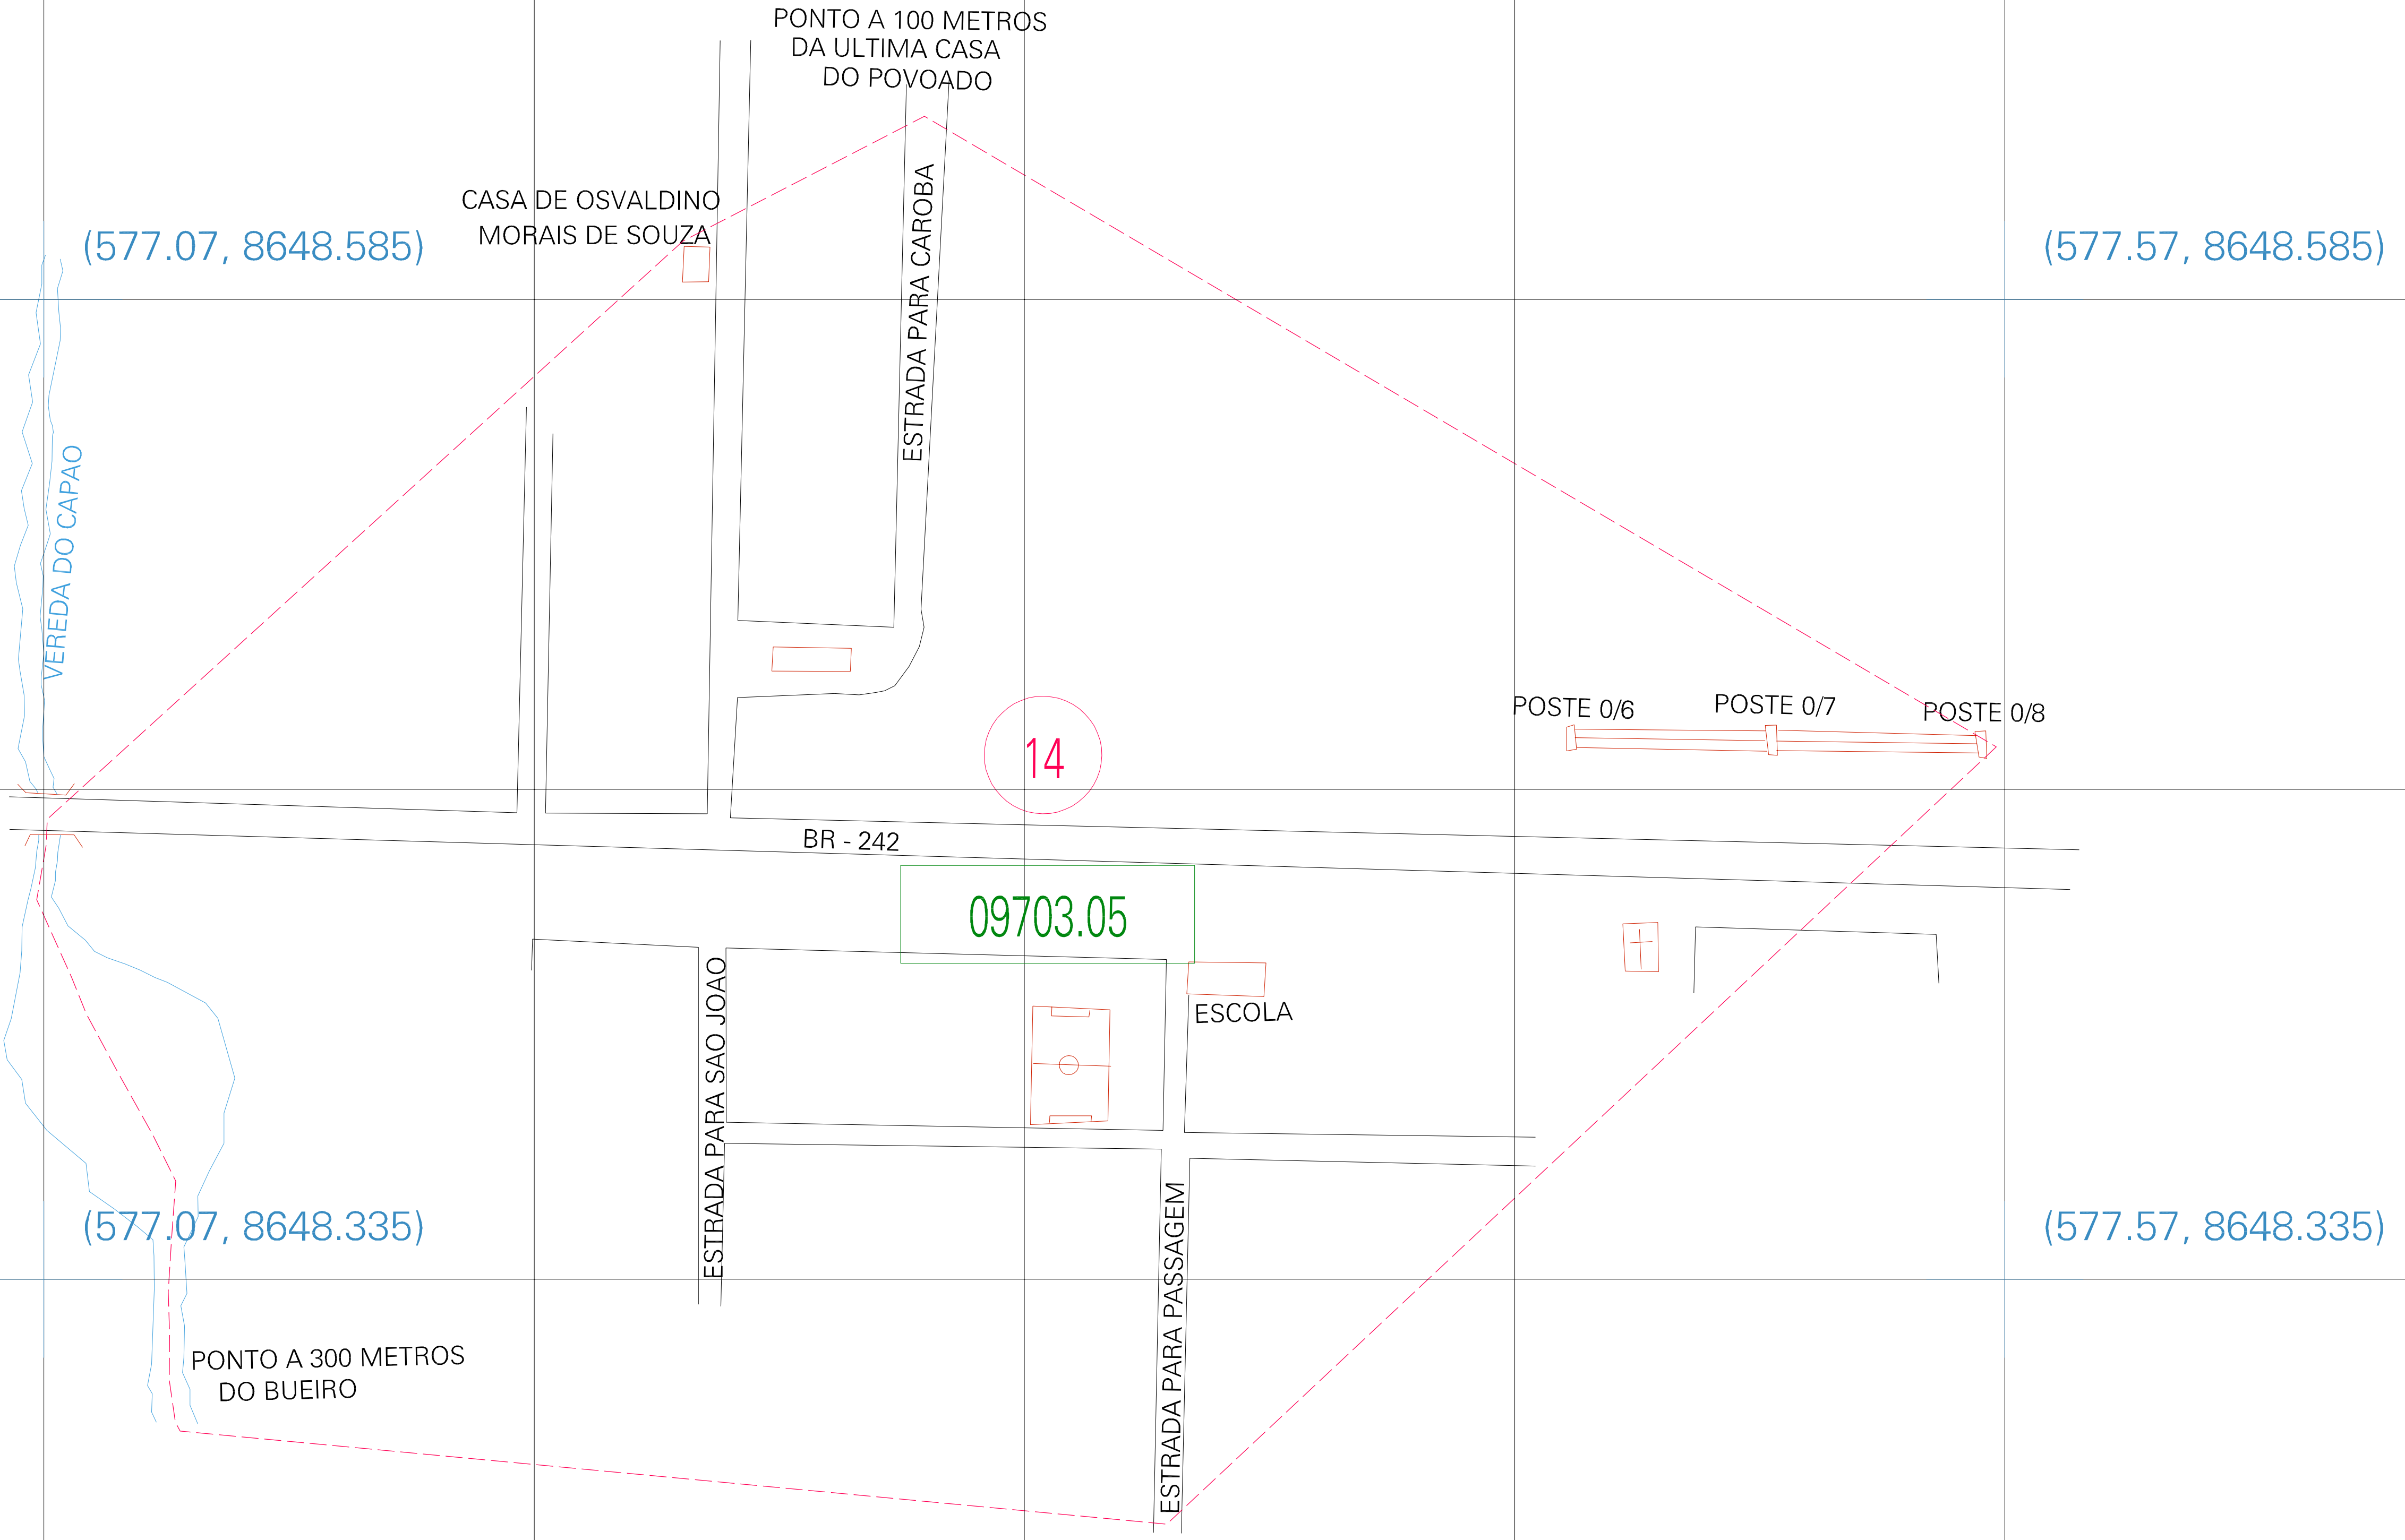 PONTO A 100 METROS
DA ULTIMA CASA
DO POVOADO
CASA DE OSVALDINO
MORAIS DE SOUZA
(577.07, 8648.585)
(577.57, 8648.585)
ESTRADA PARA CAROBA
VEREDA DO CAPAO
POSTE 0/6
POSTE 0/7
POSTE 0/8
14
BR - 242
09703.05
ESCOLA
ESTRADA PARA SAO JOAO
(577.07, 8648.335)
(577.57, 8648.335)
ESTRADA PARA PASSAGEM
PONTO A 300 METROS
DO BUEIRO